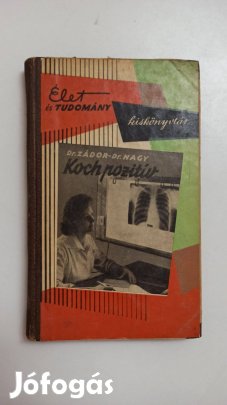 Élet
és TUDOMÁNY
kiskönyvtár
Dr. ZÁDOR-Dr. NAGY
Koch pozitív
Jófogás